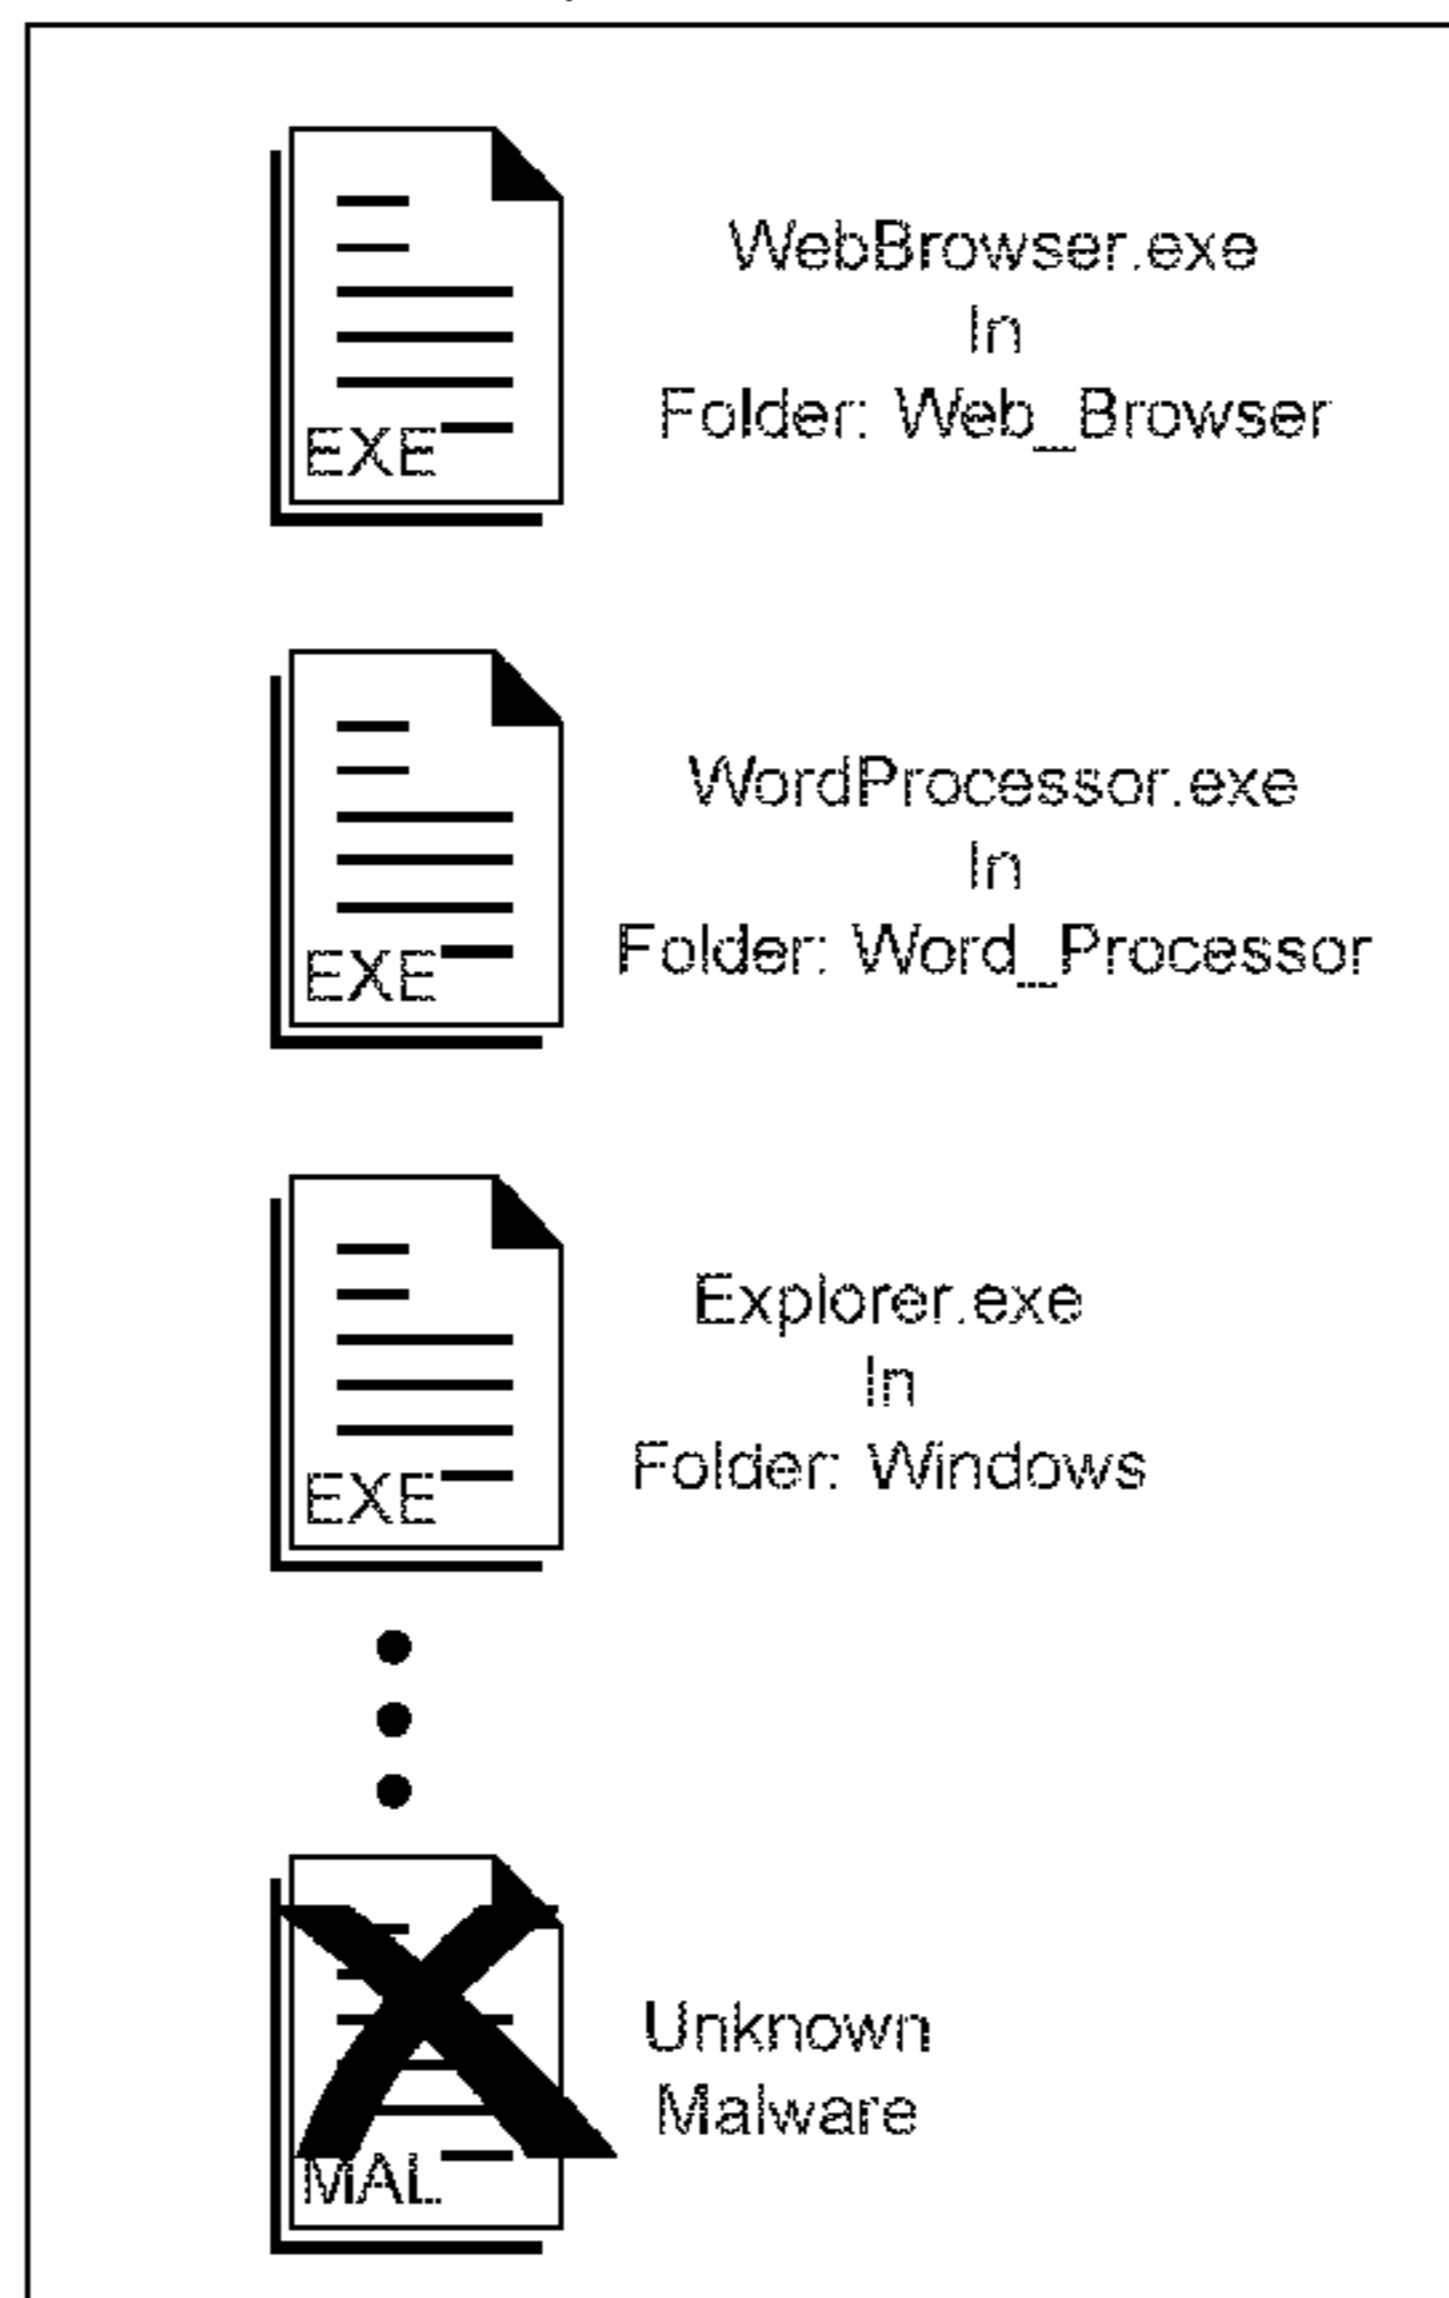 WebBrowser.exe
In
Folder: Web_Browser
EXE
WordProcessor.exe
In
Folder: Word_Processor
EXE
Explorer.exe
In
Folder: Windows
EXE
Unknown
Malware
MAL